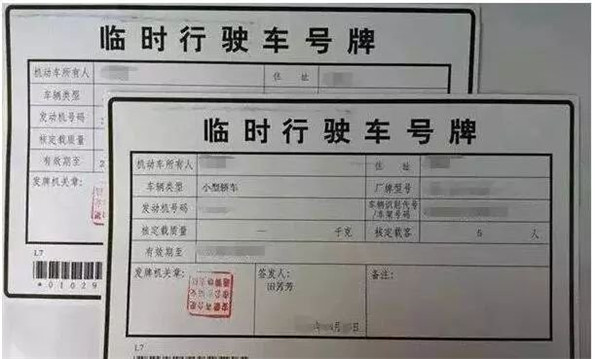 临时行驶车号牌
机动车所有人 住 址
车辆类型
发动机号码
核定载质量
有效期至 2
发牌机关章:
L7
*01029
临时行驶车号牌
机动车所有人 住 址
车辆类型 小型轿车 厂牌型号
发动机号码 车辆识别代号/车架号码
核定载质量 — 千克 核定载客 5 人
有效期至
发牌机关章: 签发人: 备注:
田芳芳
年 月 日
L7